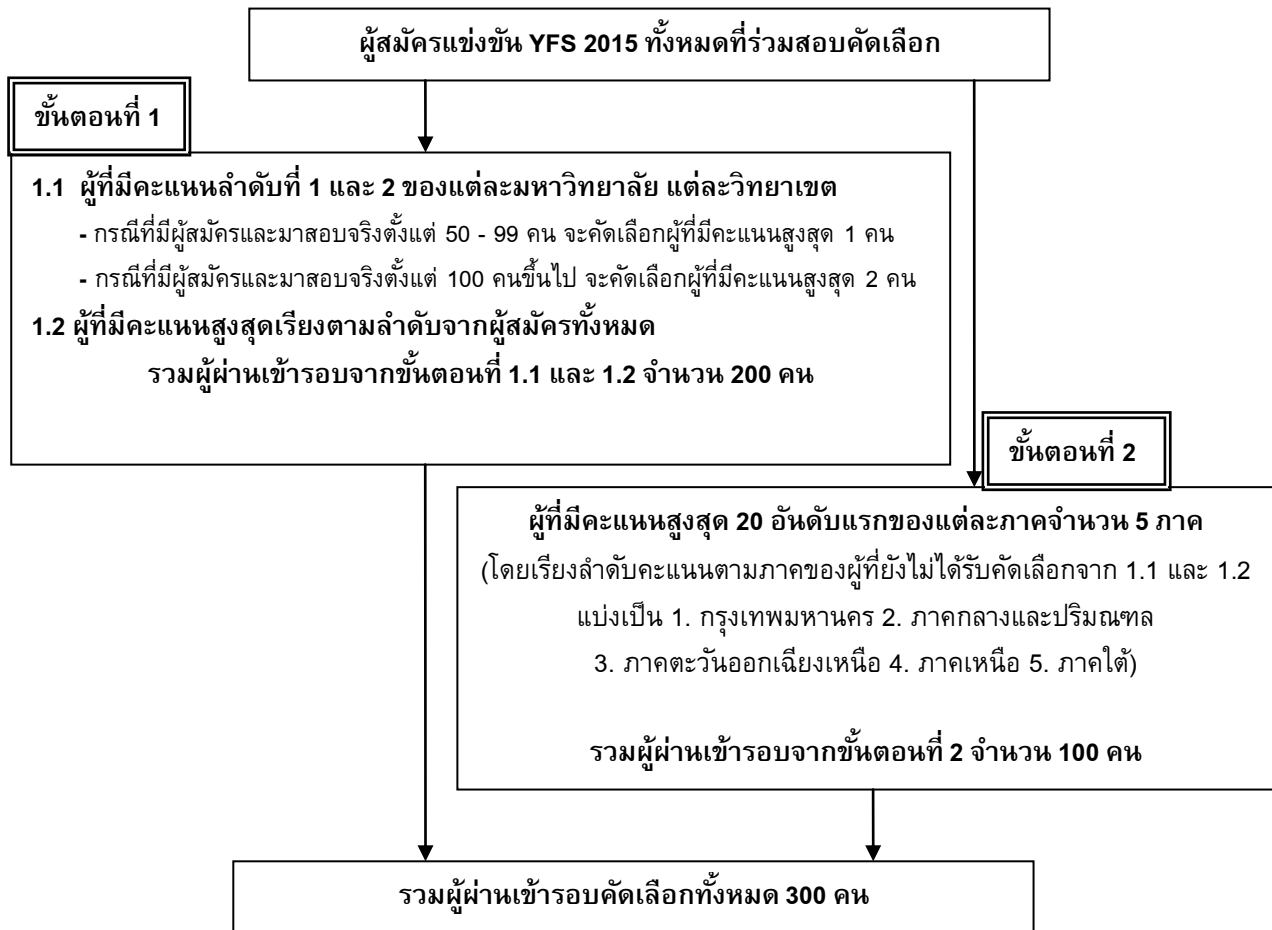 ผู้สมัครแข่งขัน YFS 2015 ทั้งหมดที่ร่วมสอบคัดเลือก
ขั้นตอนที่ 1
1.1 ผู้ที่มีคะแนนลำดับที่ 1 และ 2 ของแต่ละมหาวิทยาลัย แต่ละวิทยาเขต
- กรณีที่มีผู้สมัครและมาสอบจริงตั้งแต่ 50 - 99 คน จะคัดเลือกผู้ที่มีคะแนนสูงสุด 1 คน
- กรณีที่มีผู้สมัครและมาสอบจริงตั้งแต่ 100 คนขึ้นไป จะคัดเลือกผู้ที่มีคะแนนสูงสุด 2 คน
1.2 ผู้ที่มีคะแนนสูงสุดเรียงตามลำดับจากผู้สมัครทั้งหมด
รวมผู้ผ่านเข้ารอบจากขั้นตอนที่ 1.1 และ 1.2 จำนวน 200 คน
ขั้นตอนที่ 2
ผู้ที่มีคะแนนสูงสุด 20 อันดับแรกของแต่ละภาคจำนวน 5 ภาค
(โดยเรียงลำดับคะแนนตามภาคของผู้ที่ยังไม่ได้รับคัดเลือกจาก 1.1 และ 1.2
แบ่งเป็น 1. กรุงเทพมหานคร 2. ภาคกลางและปริมณฑล
3. ภาคตะวันออกเฉียงเหนือ 4. ภาคเหนือ 5. ภาคใต้)
รวมผู้ผ่านเข้ารอบจากขั้นตอนที่ 2 จำนวน 100 คน
รวมผู้ผ่านเข้ารอบคัดเลือกทั้งหมด 300 คน